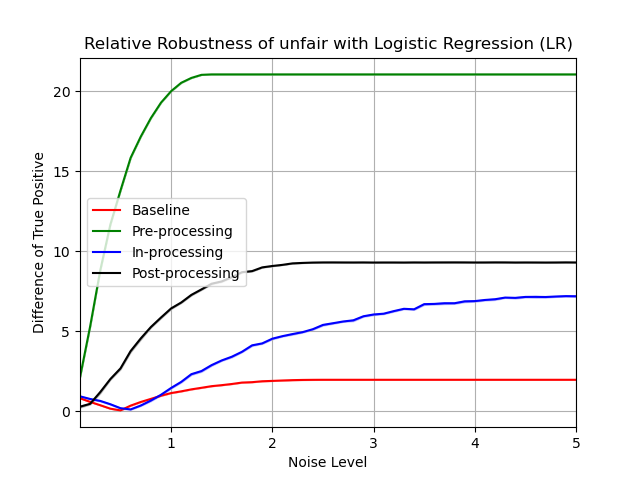 Relative Robustness of unfair with Logistic Regression (LR)
Difference of True Positive
20
15
10
5
0
Baseline
Pre-processing
In-processing
Post-processing
1 2 3 4 5
Noise Level